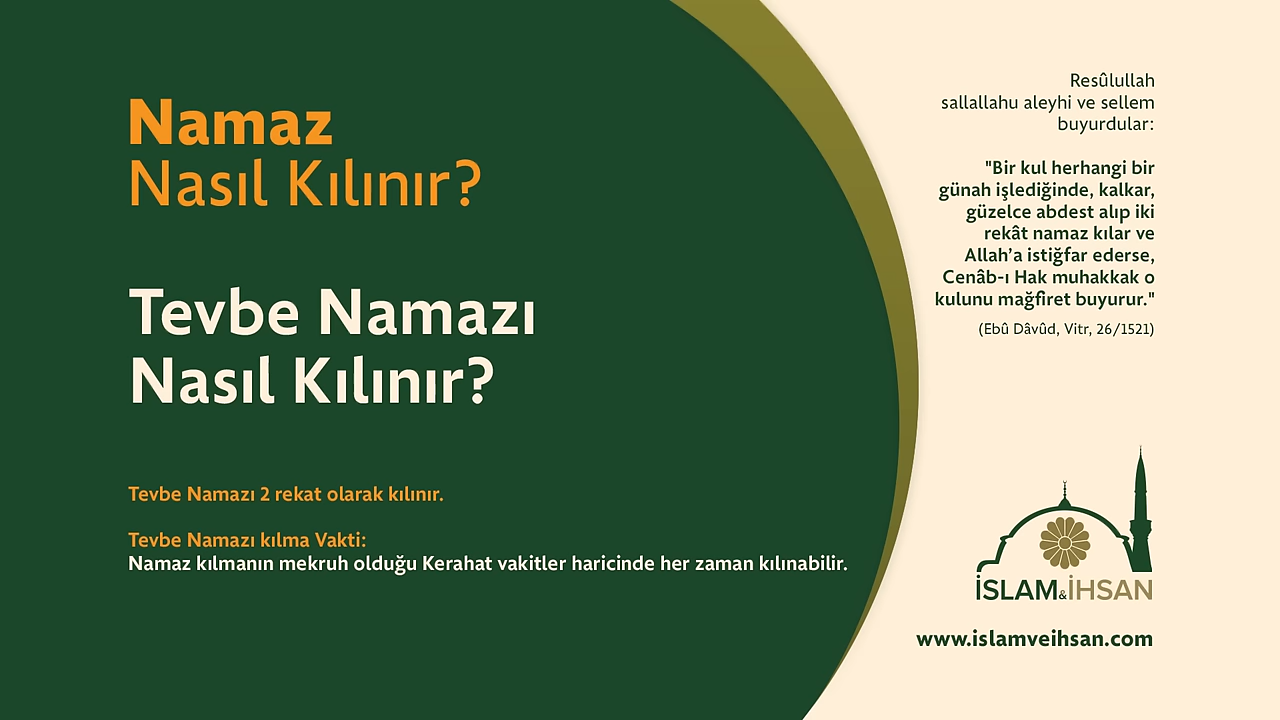 Namaz
Nasıl Kılınır?
Tevbe Namazı
Nasıl Kılınır?
Tevbe Namazı 2 rekat olarak kılınır.
Tevbe Namazı kılma Vakti:
Namaz kılmanın mekruh olduğu Kerahat vakitler haricinde her zaman kılınabilir.
Resûlullah
sallallahu aleyhi ve sellem
buyurdular:
"Bir kul herhangi bir
günah işlediğinde, kalkar,
güzelce abdest alıp iki
rekât namaz kılar ve
Allah’a istiğfar ederse,
Cenâb-ı Hak muhakkak o
kulunu mağfiret buyurur."
(Ebû Dâvûd, Vitr, 26/1521)
İSLAM&İHSAN
www.islamveihsan.com